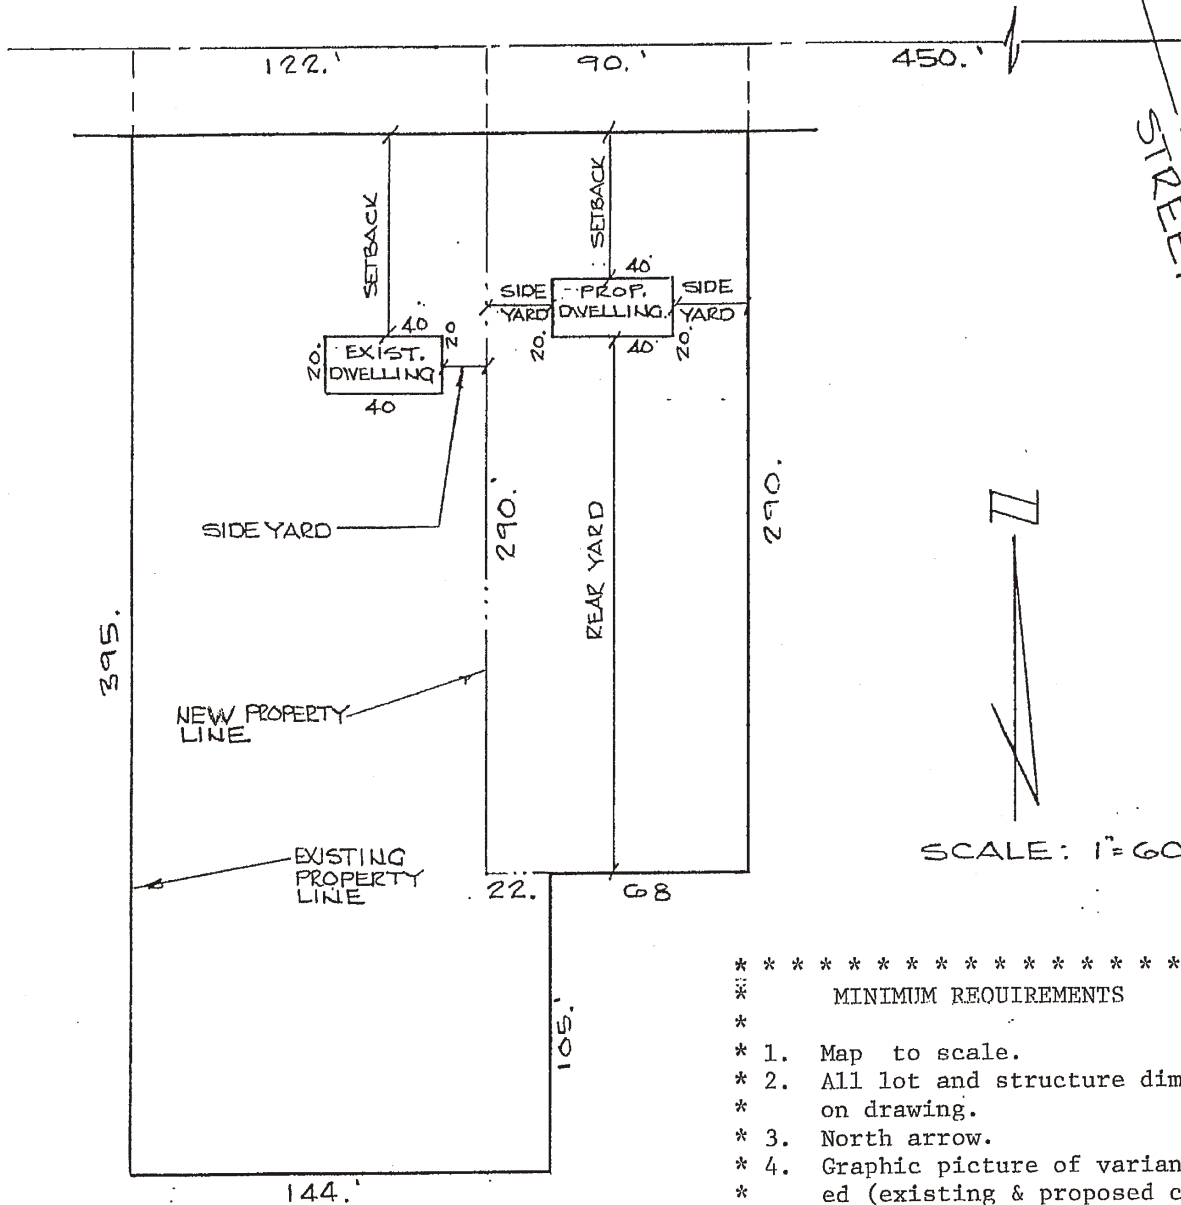 122.'
90.'
450.'
STREE
SETBACK
SETBACK
40'
SIDE
YARD
PROP.
DWELLING
SIDE
YARD
20.
40'
20.
40
20
20.
EXIST.
DWELLING
40
SIDE YARD
290.'
REAR YARD
290.
395.
N
NEW PROPERTY
LINE
EXISTING
PROPERTY
LINE
22.
68
SCALE: 1"=60
105.'
144.'
* * * * * * * * * * * * * * * *
* MINIMUM REQUIREMENTS
*
* 1. Map to scale.
* 2. All lot and structure dim
* on drawing.
* 3. North arrow.
* 4. Graphic picture of varian
* ed (existing & proposed c